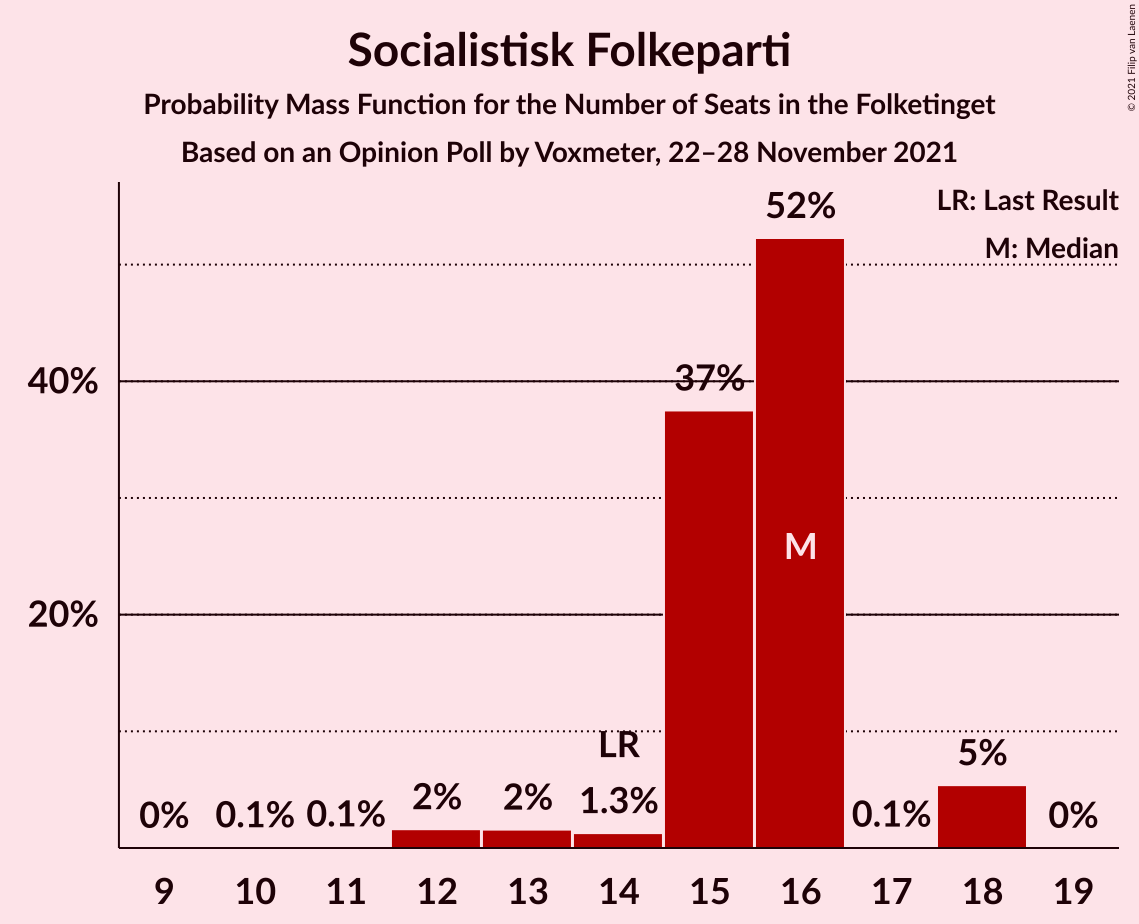 Socialistisk Folkeparti
Probability Mass Function for the Number of Seats in the Folketinget
Based on an Opinion Poll by Voxmeter, 22–28 November 2021
© 2021 Filip van Laenen
LR: Last Result
M: Median
52%
40%
37%
M
20%
LR
5%
0%
0.1%
0.1%
2%
2%
1.3%
0.1%
0%
9 10 11 12 13 14 15 16 17 18 19